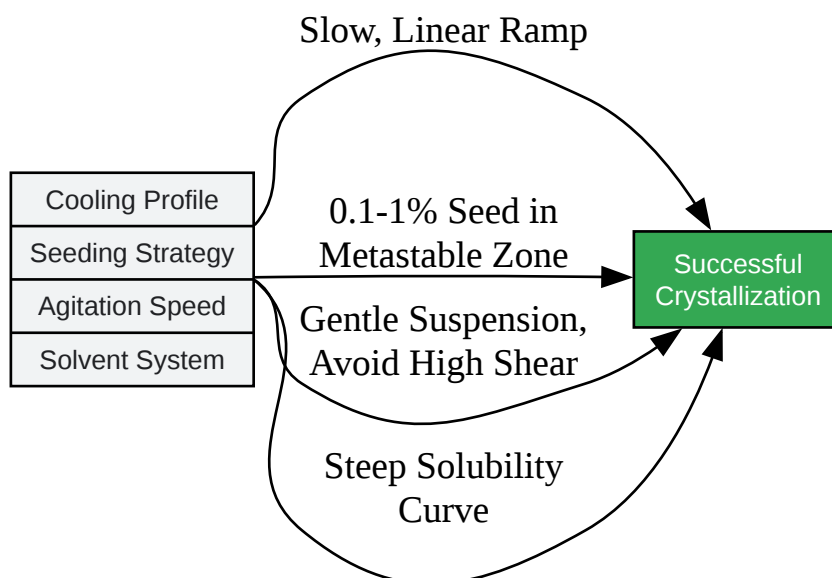 Slow, Linear Ramp
Cooling Profile
Seeding Strategy
Agitation Speed
Solvent System
0.1-1% Seed in
Metastable Zone
Gentle Suspension,
Avoid High Shear
Steep Solubility
Curve
Successful
Crystallization